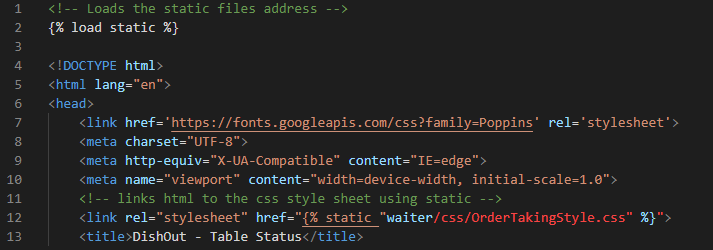 1 <!-- Loads the static files address -->
2 {% load static %}
3
4 <!DOCTYPE html>
5 <html lang="en">
6 <head>
7     <link href='https://fonts.googleapis.com/css?family=Poppins' rel='stylesheet'>
8     <meta charset="UTF-8">
9     <meta http-equiv="X-UA-Compatible" content="IE=edge">
10     <meta name="viewport" content="width=device-width, initial-scale=1.0">
11     <!-- links html to the css style sheet using static -->
12     <link rel="stylesheet" href="{% static "waiter/css/OrderTakingStyle.css" %}">
13     <title>DishOut - Table Status</title>